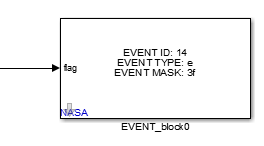 EVENT ID: 14
EVENT TYPE: e
EVENT MASK: 3f
flag
NASA
EVENT_block0